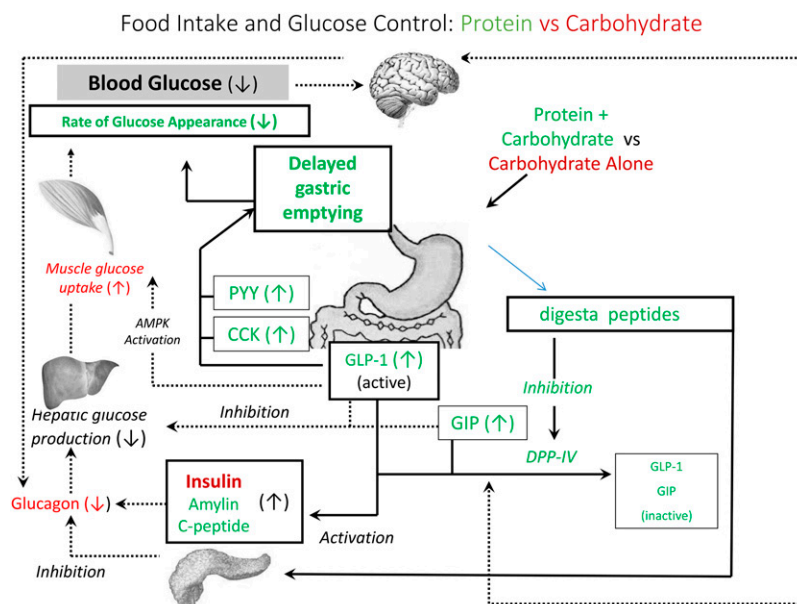 Food Intake and Glucose Control: Protein vs Carbohydrate
Blood Glucose (↓)
Rate of Glucose Appearance (↓)
Protein +
Carbohydrate vs
Carbohydrate Alone
Delayed
gastric
emptying
Muscle glucose
uptake (↑)
PYY (↑)
AMPK
Activation
CCK (↑)
digesta peptides
GLP-1 (↑)
(active)
Inhibition
Hepatic glucose
production (↓)
Inhibition
GIP (↑)
DPP-IV
GLP-1
GIP
(inactive)
Insulin
Amylin
C-peptide
(↑)
Glucagon (↓)
Activation
Inhibition